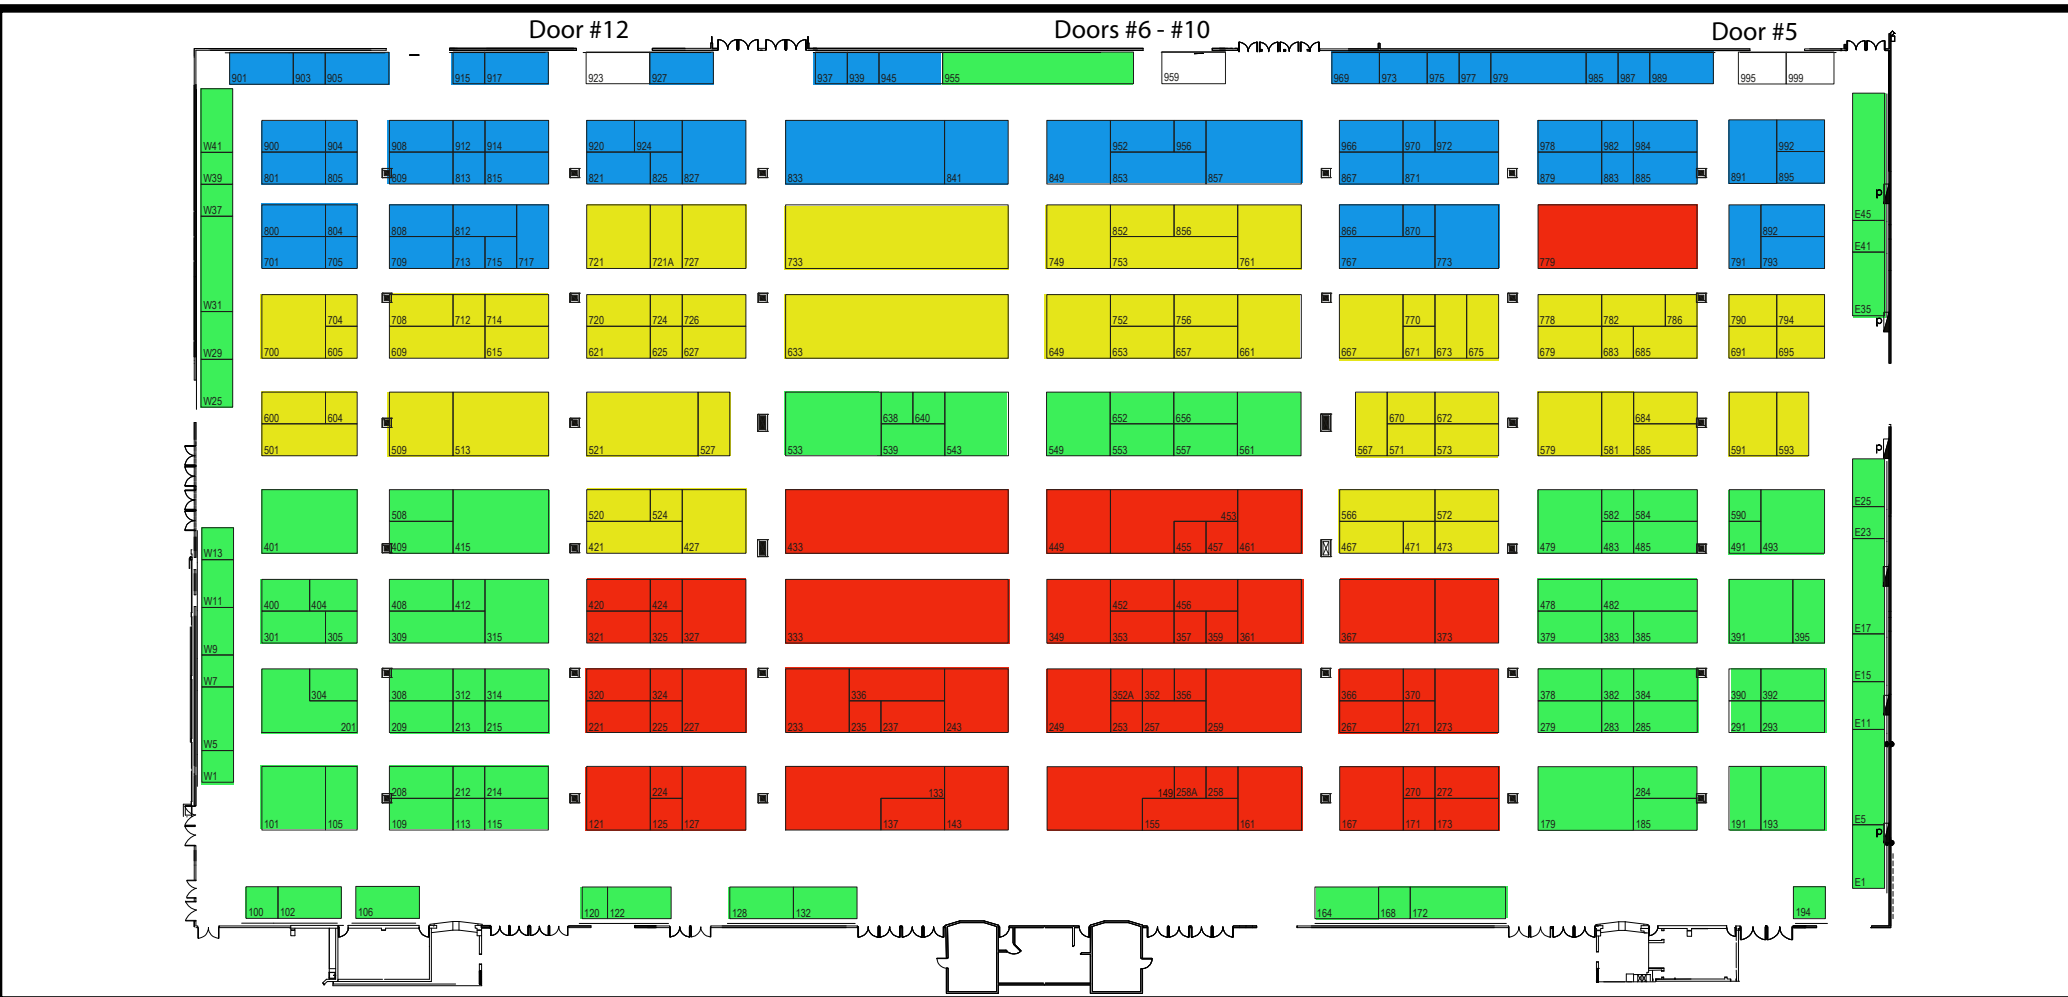 Door #12 Doors #6 - #10 Door #5
901 903 905 915 917 923 927 937 939 945 955 959 969 973 975 977 979 985 987 989 995 999
W41 900 904 908 912 914 920 924 952 956 966 970 972 978 982 984 992
W39 801 805 809 813 815 821 825 827 833 841 849 853 857 867 871 879 883 885 891 895
P
W37 E45
800 804 808 812 852 856 866 870 892
E41
701 705 709 713 715 717 721 721A 727 733 749 753 761 767 773 779 791 793
W31 E35
704 708 712 714 720 724 726 752 756 770 778 782 786 790 794
P
W29 700 605 609 615 621 625 627 633 649 653 657 661 667 671 673 675 679 683 685 691 695
W25
600 604 638 640 652 656 670 672 684
501 509 513 521 527 533 539 543 549 553 557 561 567 571 573 579 581 585 591 593
P
E25
508 520 524 453 566 572 582 584 590
E23
W13 401 409 415 421 427 433 449 455 457 461 467 471 473 479 483 485 491 493
W11 400 404 408 412 420 424 452 456 478 482
E17
301 305 309 315 321 325 327 333 349 353 357 359 361 367 373 379 383 385 391 395
W9
W7 E15
304 308 312 314 320 324 336 352A 352 356 366 370 378 382 384 390 392
201 209 213 215 221 225 227 233 235 237 243 249 253 257 259 267 271 273 279 283 285 291 293 E11
W5
W1
208 212 214 224 133 149 258A 258 270 272 284
101 105 109 113 115 121 125 127 137 143 155 161 167 171 173 179 185 191 193 E5
P
E1
100 102 106 120 122 128 132 164 168 172 194